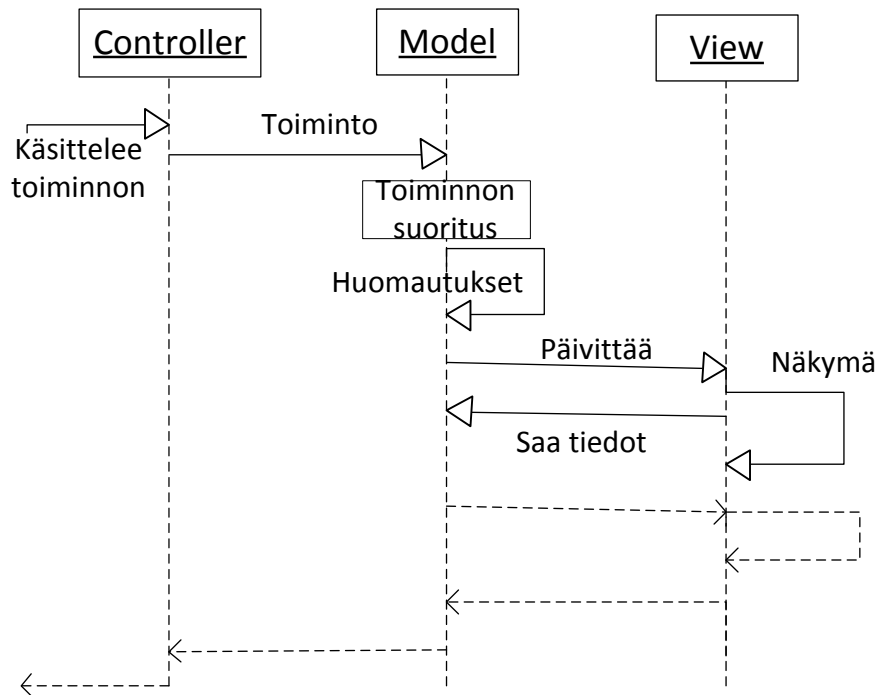 Controller
Model
View
Käsittelee
toiminnon
Toiminto
Toiminnon
suoritus
Huomautukset
Päivittää
Näkymä
Saa tiedot